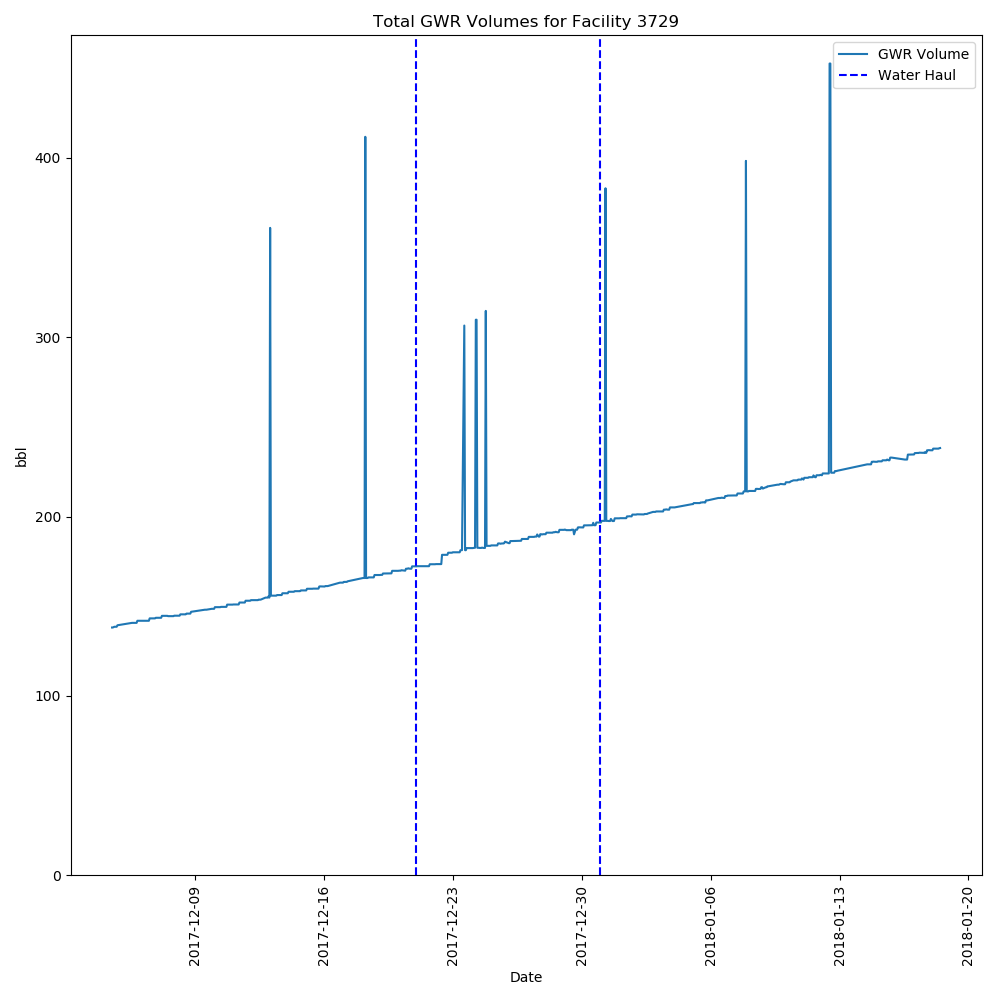 Total GWR Volumes for Facility 3729
GWR Volume
Water Haul
400
300
200
100
0
bbl
2017-12-09
2017-12-16
2017-12-23
2017-12-30
2018-01-06
2018-01-13
2018-01-20
Date